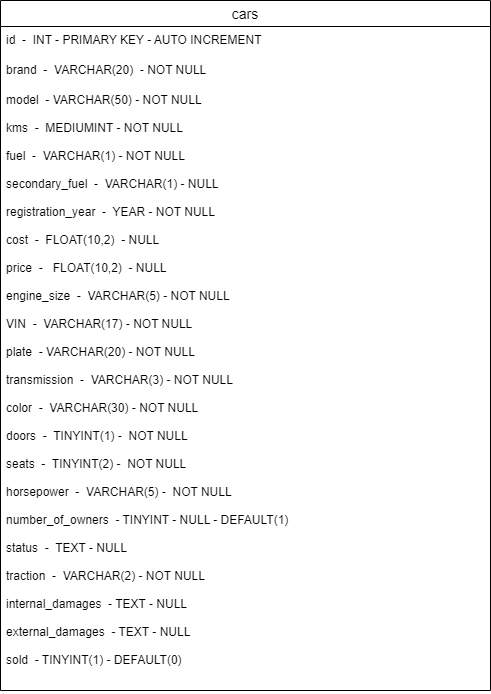 cars
id - INT - PRIMARY KEY - AUTO INCREMENT
brand - VARCHAR(20) - NOT NULL
model - VARCHAR(50) - NOT NULL
kms - MEDIUMINT - NOT NULL
fuel - VARCHAR(1) - NOT NULL
secondary_fuel - VARCHAR(1) - NULL
registration_year - YEAR - NOT NULL
cost - FLOAT(10,2) - NULL
price - FLOAT(10,2) - NULL
engine_size - VARCHAR(5) - NOT NULL
VIN - VARCHAR(17) - NOT NULL
plate - VARCHAR(20) - NOT NULL
transmission - VARCHAR(3) - NOT NULL
color - VARCHAR(30) - NOT NULL
doors - TINYINT(1) - NOT NULL
seats - TINYINT(2) - NOT NULL
horsepower - VARCHAR(5) - NOT NULL
number_of_owners - TINYINT - NULL - DEFAULT(1)
status - TEXT - NULL
traction - VARCHAR(2) - NOT NULL
internal_damages - TEXT - NULL
external_damages - TEXT - NULL
sold - TINYINT(1) - DEFAULT(0)